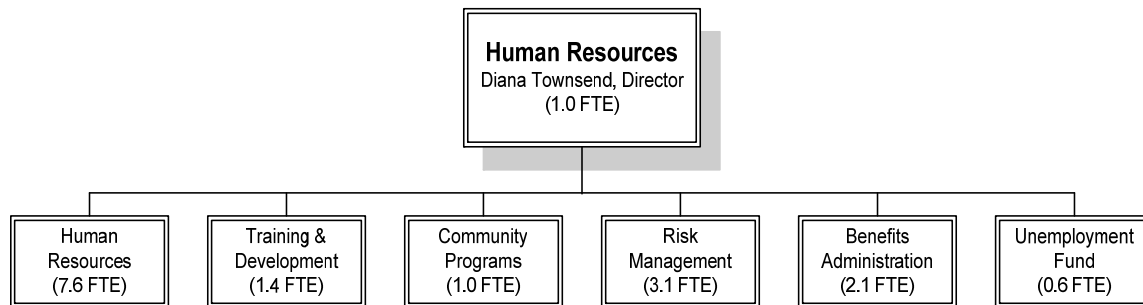 Human Resources
Diana Townsend, Director
(1.0 FTE)
Human
Resources
(7.6 FTE)
Training &
Development
(1.4 FTE)
Community
Programs
(1.0 FTE)
Risk
Management
(3.1 FTE)
Benefits
Administration
(2.1 FTE)
Unemployment
Fund
(0.6 FTE)